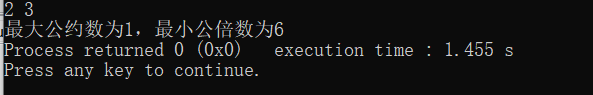 2 3
最大公约数为1，最小公倍数为6
Process returned 0 (0x0)   execution time : 1.455 s
Press any key to continue.